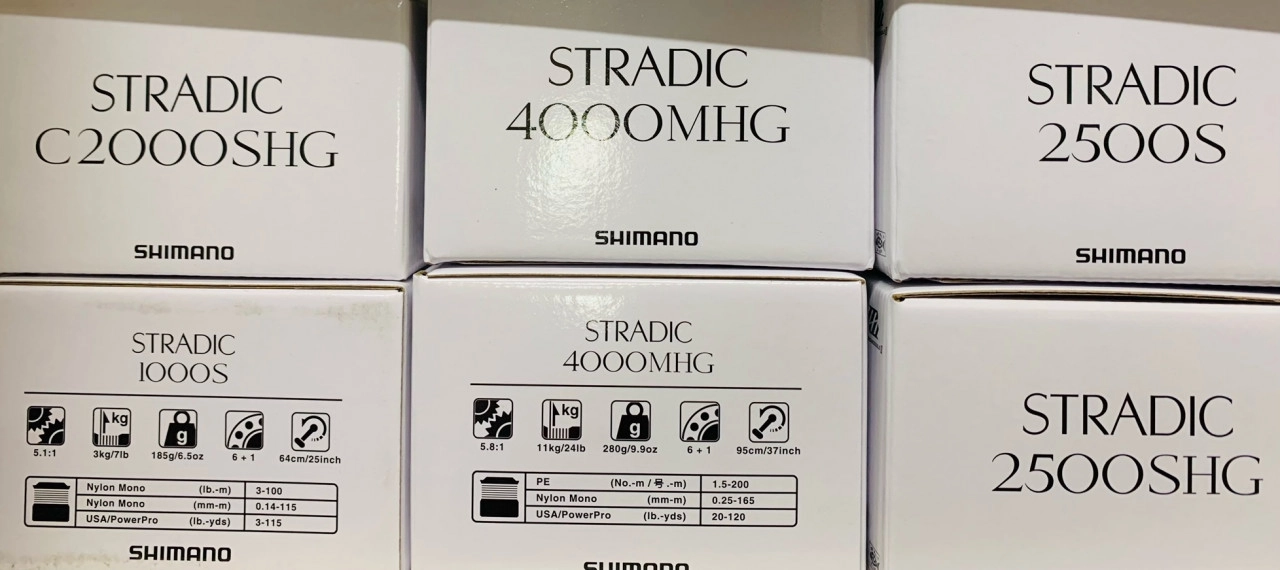 STRADIC
C2000SHG
SHIMANO
STRADIC
4000MHG
SHIMANO
STRADIC
2500S
SHIMANO
STRADIC
1000S
kg
g
5.1:1 3kg/7lb 185g/6.5oz 6 + 1 64cm/25inch
Nylon Mono (lb.-m) 3-100
Nylon Mono (mm-m) 0.14-115
USA/PowerPro (lb.-yds) 3-115
SHIMANO
STRADIC
4000MHG
kg
g
5.8:1 11kg/24lb 280g/9.9oz 6 + 1 95cm/37inch
PE (No.-m / 号.-m) 1.5-200
Nylon Mono (mm-m) 0.25-165
USA/PowerPro (lb.-yds) 20-120
SHIMANO
STRADIC
2500SHG